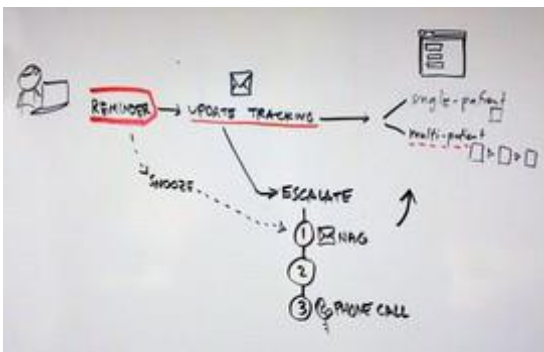 REMINDER
UPDATE TRACKING
single-patient
multi-patient
SNOOZE
ESCALATE
1 NAG
2
3 PHONE CALL